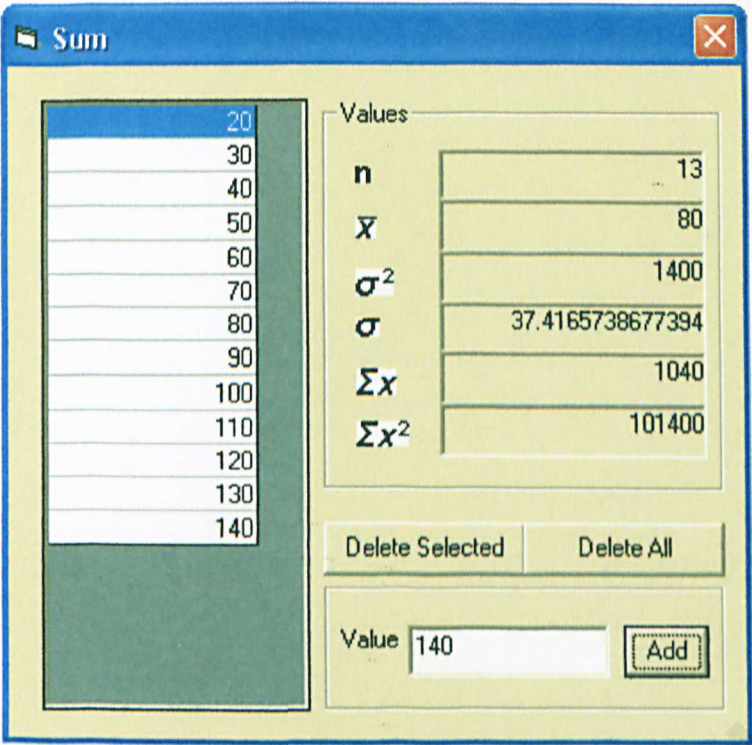 Sum
20
30
40
50
60
70
80
90
100
110
120
130
140
Values
n 13
x̅ 80
σ² 1400
σ 37.4165738677394
Σx 1040
Σx² 101400
Delete Selected Delete All
Value 140 Add